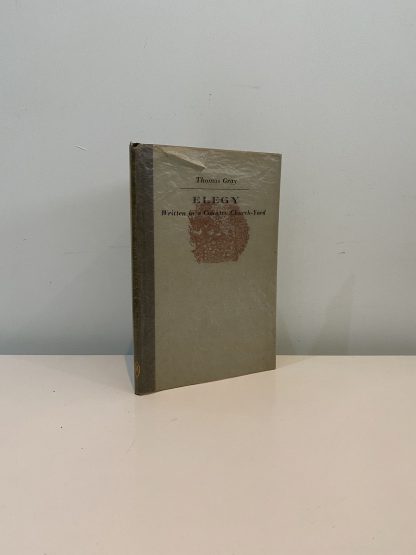 Thomas Gray
ELEGY
Written in a Country Church-Yard